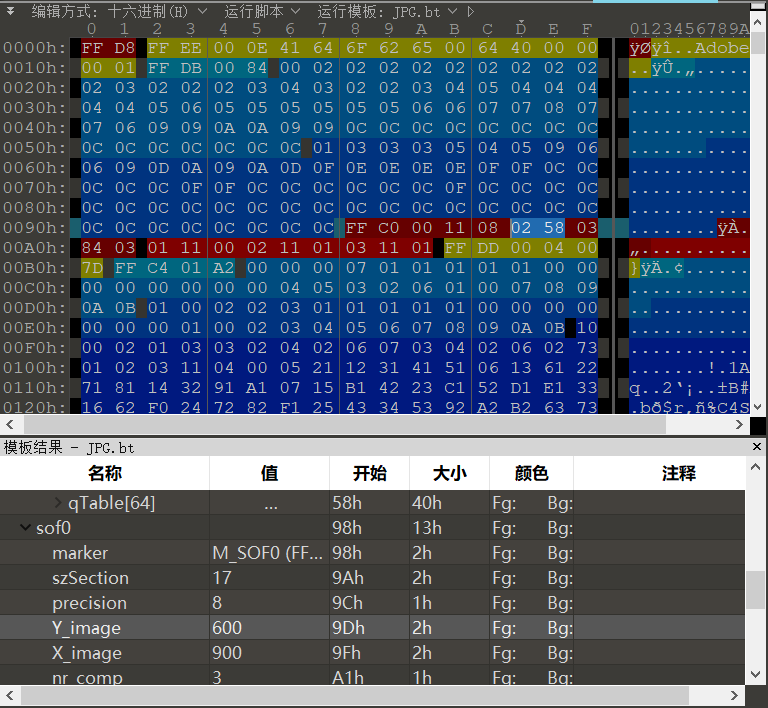 编辑方式: 十六进制(H) 运行脚本 运行模板: JPG.bt
0 1 2 3 4 5 6 7 8 9 A B C D E F 0123456789A
0000h: FF D8 FF EE 00 0E 41 64 6F 62 65 00 64 40 00 00 ÿØÿî..Adobe
0010h: 00 01 FF DB 00 84 00 02 02 02 02 02 02 02 02 02 ..ÿÛ.„.....
0020h: 02 03 02 02 02 03 04 03 02 02 03 04 05 04 04 04 ...........
0030h: 04 04 05 06 05 05 05 05 05 05 06 06 07 07 08 07 ...........
0040h: 07 06 09 09 0A 0A 09 09 0C 0C 0C 0C 0C 0C 0C 0C ...........
0050h: 0C 0C 0C 0C 0C 0C 0C 01 03 03 03 05 04 05 09 06 ...........
0060h: 06 09 0D 0A 09 0A 0D 0F 0E 0E 0E 0E 0F 0F 0C 0C ...........
0070h: 0C 0C 0C 0F 0F 0C 0C 0C 0C 0C 0C 0F 0C 0C 0C 0C ...........
0080h: 0C 0C 0C 0C 0C 0C 0C 0C 0C 0C 0C 0C 0C 0C 0C 0C ...........
0090h: 0C 0C 0C 0C 0C 0C 0C 0C FF C0 00 11 08 02 58 03 ........ÿÀ.
00A0h: 84 03 01 11 00 02 11 01 03 11 01 FF DD 00 04 00 „..........
00B0h: 7D FF C4 01 A2 00 00 00 07 01 01 01 01 01 00 00 }ÿÄ.¢......
00C0h: 00 00 00 00 00 04 05 03 02 06 01 00 07 08 09 ...........
00D0h: 0A 0B 01 00 02 02 03 01 01 01 01 01 00 00 00 00 ...........
00E0h: 00 00 00 01 00 02 03 04 05 06 07 08 09 0A 0B 10 ...........
00F0h: 00 02 01 03 03 02 04 02 06 07 03 04 02 06 02 73 ...........
0100h: 01 02 03 11 04 00 05 21 12 31 41 51 06 13 61 22 .......!.1A
0110h: 71 81 14 32 91 A1 07 15 B1 42 23 C1 52 D1 E1 33 q..2‘¡..±B#
0120h: 16 62 F0 24 72 82 F1 25 43 34 53 92 A2 B2 63 73 .bð$r‚ñ%C4S
模板结果 - JPG.bt
名称 值 开始 大小 颜色 注释
qTable[64] ... 58h 40h Fg: Bg:
sof0 98h 13h Fg: Bg:
marker M_SOF0 (FF... 98h 2h Fg: Bg:
szSection 17 9Ah 2h Fg: Bg:
precision 8 9Ch 1h Fg: Bg:
Y_image 600 9Dh 2h Fg: Bg:
X_image 900 9Fh 2h Fg: Bg:
nr_comp 3 A1h 1h Fg: Bg: